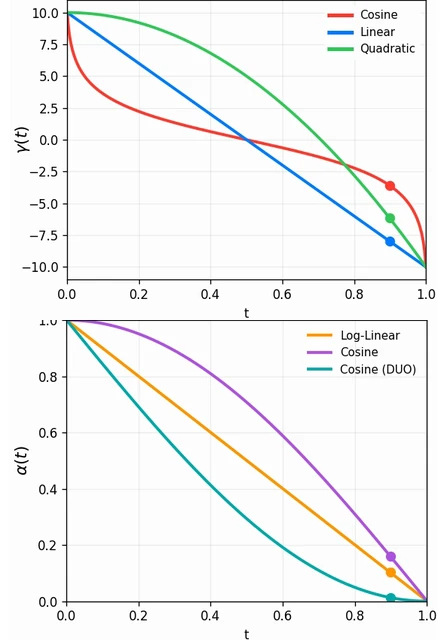 10.0
7.5
5.0
2.5
0.0
−2.5
−5.0
−7.5
−10.0
γ(t)
Cosine
Linear
Quadratic
0.0 0.2 0.4 0.6 0.8 1.0
t
1.0
0.8
0.6
0.4
0.2
0.0
α(t)
Log-Linear
Cosine
Cosine (DUO)
0.0 0.2 0.4 0.6 0.8 1.0
t